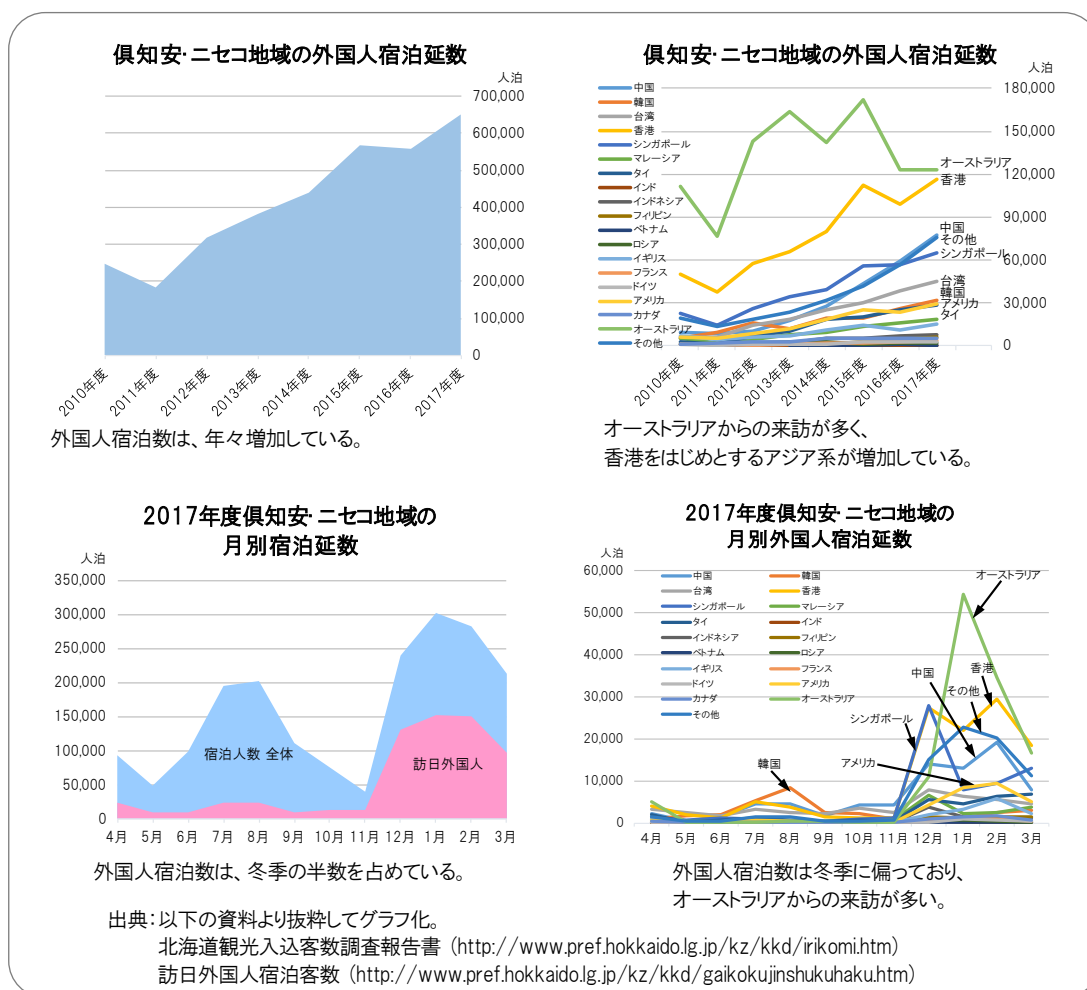 倶知安・ニセコ地域の外国人宿泊延数
人泊
700,000
600,000
500,000
400,000
300,000
200,000
100,000
0
2010年度
2011年度
2012年度
2013年度
2014年度
2015年度
2016年度
2017年度
外国人宿泊数は、年々増加している。
倶知安・ニセコ地域の外国人宿泊延数
人泊
中国
韓国
台湾
香港
シンガポール
マレーシア
タイ
インド
インドネシア
フィリピン
ベトナム
ロシア
イギリス
フランス
ドイツ
アメリカ
カナダ
オーストラリア
その他
180,000
150,000
120,000
90,000
60,000
30,000
0
オーストラリア
香港
中国
その他
シンガポール
台湾
韓国
アメリカ
タイ
2010年度
2011年度
2012年度
2013年度
2014年度
2015年度
2016年度
2017年度
オーストラリアからの来訪が多く、
香港をはじめとするアジア系が増加している。
2017年度倶知安・ニセコ地域の
月別宿泊延数
人泊
350,000
300,000
250,000
200,000
150,000
100,000
50,000
0
宿泊人数 全体
訪日外国人
4月 5月 6月 7月 8月 9月 10月 11月 12月 1月 2月 3月
外国人宿泊数は、冬季の半数を占めている。
2017年度倶知安・ニセコ地域の
月別外国人宿泊延数
人泊
60,000
50,000
40,000
30,000
20,000
10,000
0
中国 韓国
台湾 香港
シンガポール マレーシア
タイ インド
インドネシア フィリピン
ベトナム ロシア
イギリス フランス
ドイツ アメリカ
カナダ オーストラリア
その他
オーストラリア
香港
中国
その他
シンガポール
アメリカ
韓国
4月 5月 6月 7月 8月 9月 10月 11月 12月 1月 2月 3月
外国人宿泊数は冬季に偏っており、
オーストラリアからの来訪が多い。
出典：以下の資料より抜粋してグラフ化。
北海道観光入込客数調査報告書 (http://www.pref.hokkaido.lg.jp/kz/kkd/irikomi.htm)
訪日外国人宿泊客数 (http://www.pref.hokkaido.lg.jp/kz/kkd/gaikokujinshukuhaku.htm)